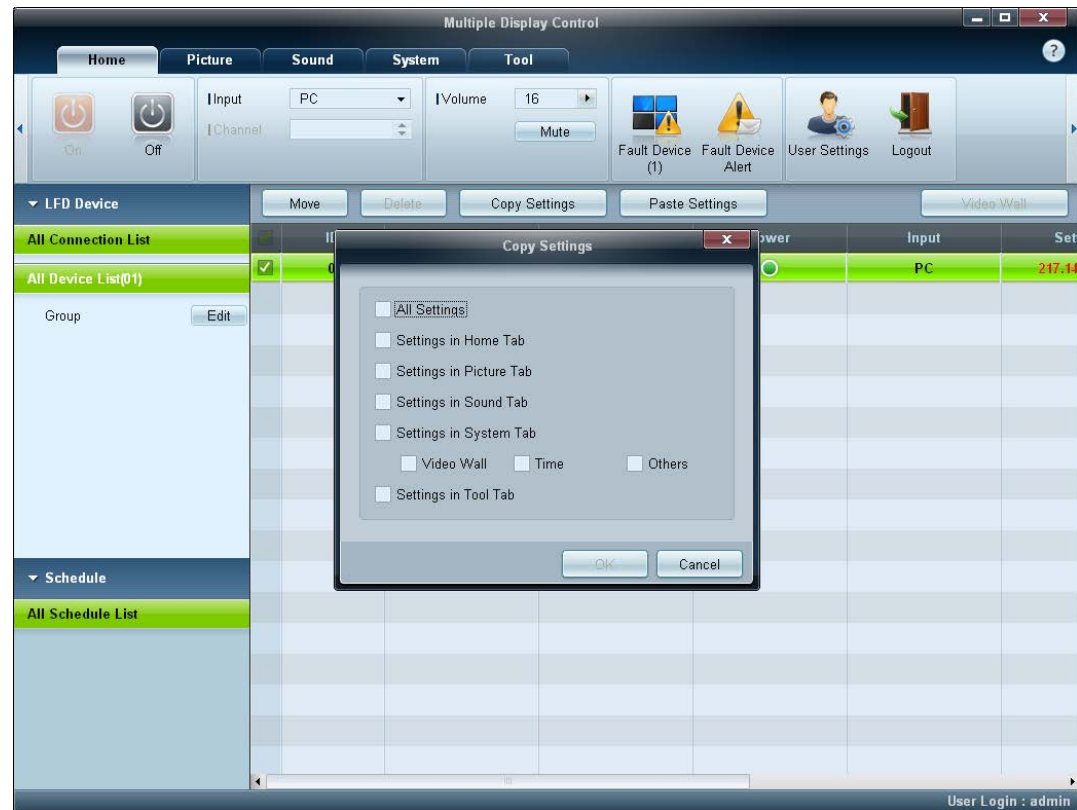 Multiple Display Control
Home Picture Sound System Tool
Input PC Volume 16
Channel Mute
On Off
Fault Device (1)
Fault Device Alert
User Settings
Logout
LFD Device
Move Delete Copy Settings Paste Settings Video Wall
All Connection List
Input
All Device List(01)
PC 217.14
Group Edit
Copy Settings
All Settings
Settings in Home Tab
Settings in Picture Tab
Settings in Sound Tab
Settings in System Tab
Video Wall Time Others
Settings in Tool Tab
OK Cancel
Schedule
All Schedule List
User Login : admin